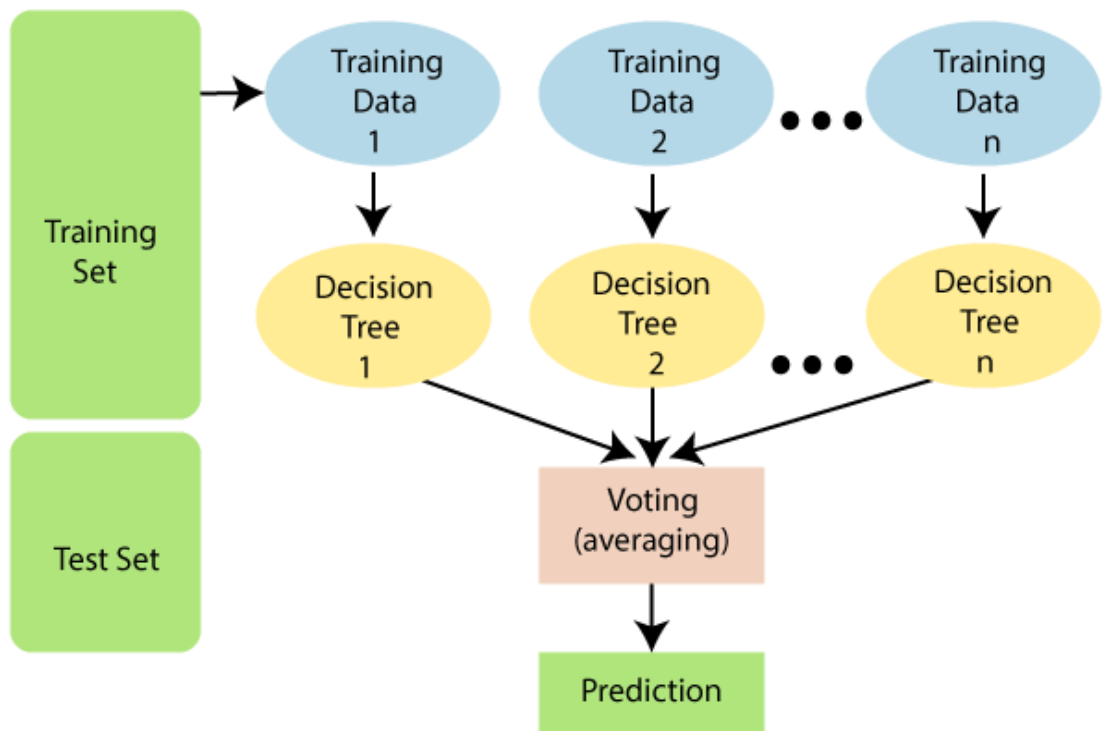 Training
Set
Test Set
Training
Data
1
Training
Data
2
Training
Data
n
Decision
Tree
1
Decision
Tree
2
Decision
Tree
n
Voting
(averaging)
Prediction